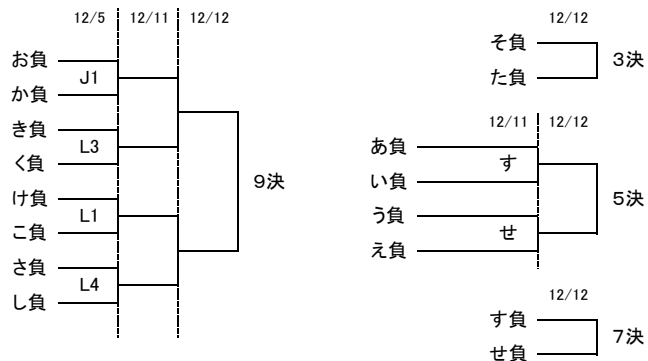 12/5 12/11 12/12
お負
J1
か負
き負
L3
く負
9決
け負
L1
こ負
さ負
L4
し負
12/12
そ負
3決
た負
12/11 12/12
あ負
す
い負
5決
う負
せ
え負
12/12
す負
7決
せ負